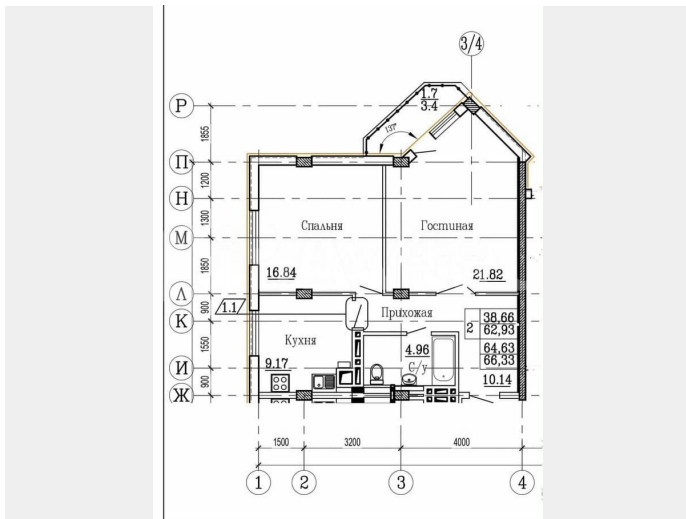 3/4
Р
1.7
3.4
137°
1855
П
1200
Н
1300
Спальня
Гостиная
М
1850
16.84
21.82
Л
900
1.1
Прихожая
К
2
38.66
62.93
64.63
66.33
Кухня
1550
4.96
С/у
9.17
И
10.14
900
Ж
1500
3200
4000
1
2
3
4